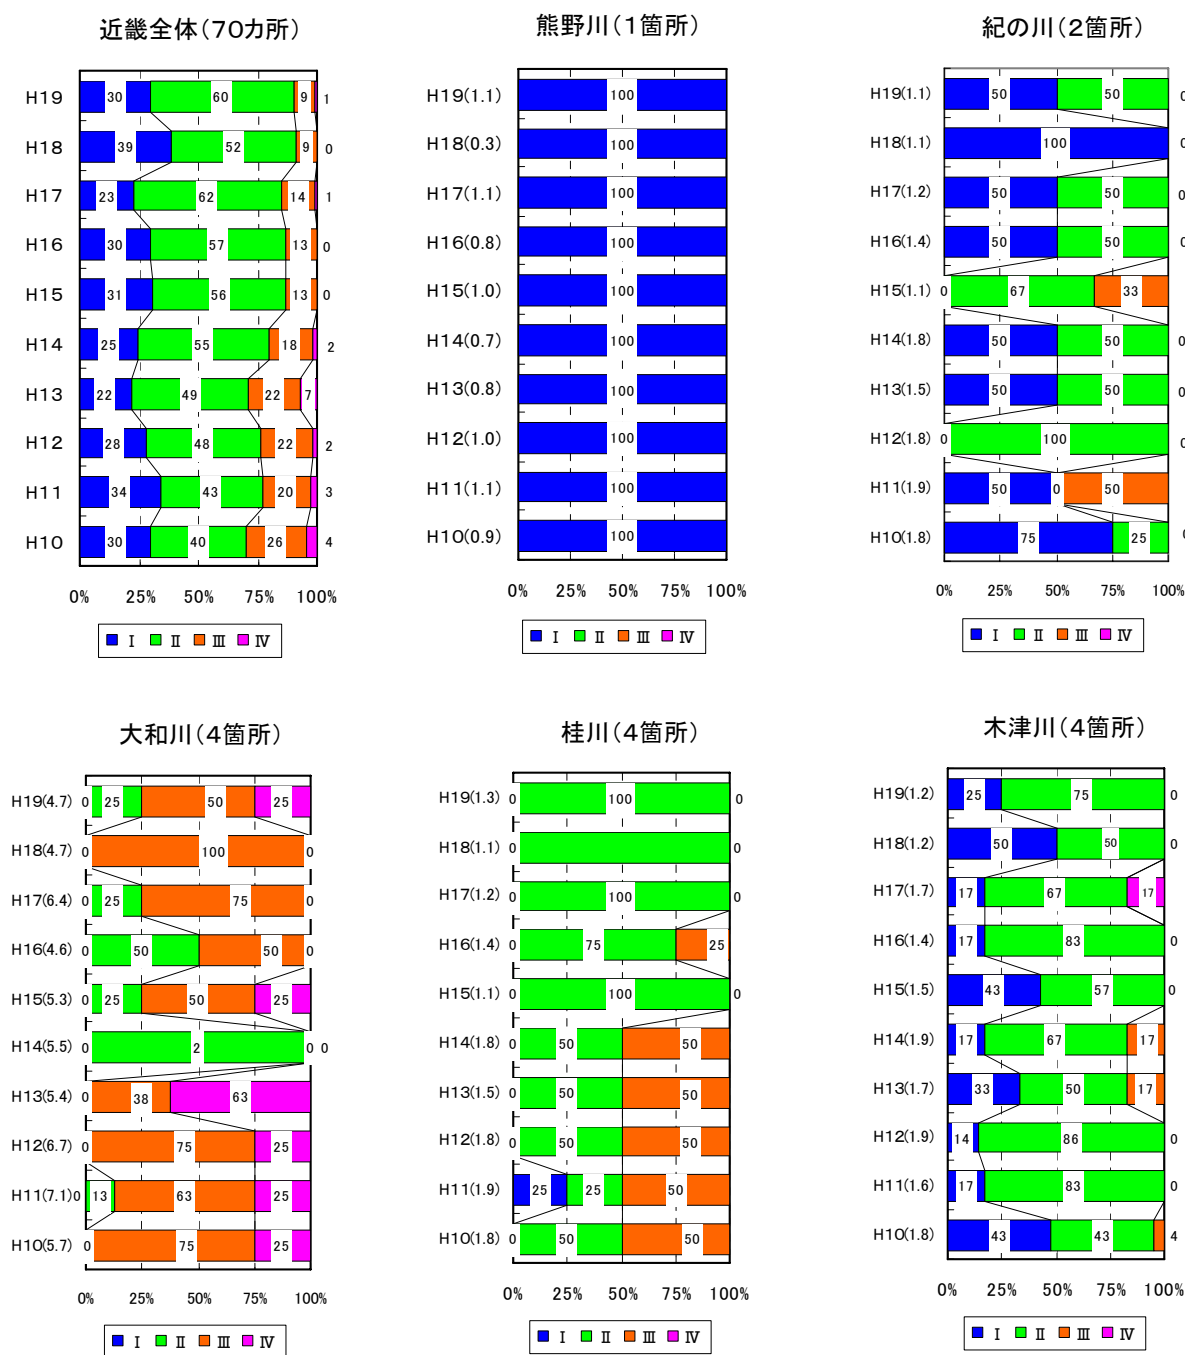 近畿全体(70カ所)
H19 30 60 9 1
H18 39 52 9 0
H17 23 62 14 1
H16 30 57 13 0
H15 31 56 13 0
H14 25 55 18 2
H13 22 49 22 7
H12 28 48 22 2
H11 34 43 20 3
H10 30 40 26 4
0% 25% 50% 75% 100%
Ⅰ Ⅱ Ⅲ Ⅳ
熊野川(1箇所)
H19(1.1) 100
H18(0.3) 100
H17(1.1) 100
H16(0.8) 100
H15(1.0) 100
H14(0.7) 100
H13(0.8) 100
H12(1.0) 100
H11(1.1) 100
H10(0.9) 100
0% 25% 50% 75% 100%
Ⅰ Ⅱ Ⅲ Ⅳ
紀の川(2箇所)
H19(1.1) 50 50 0
H18(1.1) 100 0
H17(1.2) 50 50 0
H16(1.4) 50 50 0
H15(1.1) 0 67 33
H14(1.8) 50 50 0
H13(1.5) 50 50 0
H12(1.8) 0 100 0
H11(1.9) 50 0 50
H10(1.8) 75 25 0
0% 25% 50% 75% 100%
Ⅰ Ⅱ Ⅲ Ⅳ
大和川(4箇所)
H19(4.7) 0 25 50 25
H18(4.7) 0 100 0
H17(6.4) 0 25 75 0
H16(4.6) 0 50 50 0
H15(5.3) 0 25 50 25
H14(5.5) 0 2 0 0
H13(5.4) 0 38 63
H12(6.7) 0 75 25
H11(7.1) 0 13 63 25
H10(5.7) 0 75 25
0% 25% 50% 75% 100%
Ⅰ Ⅱ Ⅲ Ⅳ
桂川(4箇所)
H19(1.3) 0 100 0
H18(1.1) 0 0
H17(1.2) 0 100 0
H16(1.4) 0 75 25
H15(1.1) 0 100 0
H14(1.8) 0 50 50
H13(1.5) 0 50 50
H12(1.8) 0 50 50
H11(1.9) 25 25 50
H10(1.8) 0 50 50
0% 25% 50% 75% 100%
Ⅰ Ⅱ Ⅲ Ⅳ
木津川(4箇所)
H19(1.2) 25 75 0
H18(1.2) 50 50 0
H17(1.7) 17 67 17
H16(1.4) 17 83 0
H15(1.5) 43 57 0
H14(1.9) 17 67 17
H13(1.7) 33 50 17
H12(1.9) 14 86 0
H11(1.6) 17 83 0
H10(1.8) 43 43 4
0% 25% 50% 75% 100%
Ⅰ Ⅱ Ⅲ Ⅳ